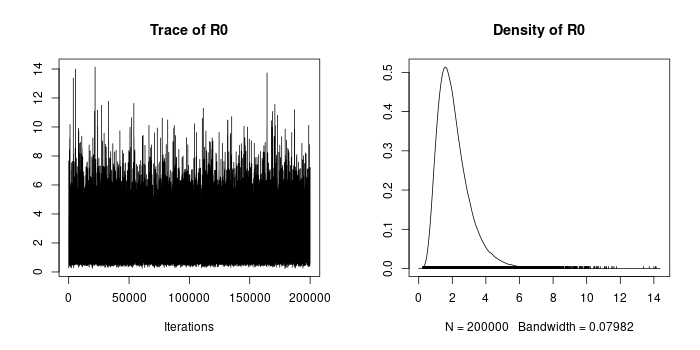 Trace of R0
14
12
10
8
6
4
2
0
0 50000 100000 150000 200000
Iterations
Density of R0
0.5
0.4
0.3
0.2
0.1
0.0
0 2 4 6 8 10 12 14
N = 200000 Bandwidth = 0.07982